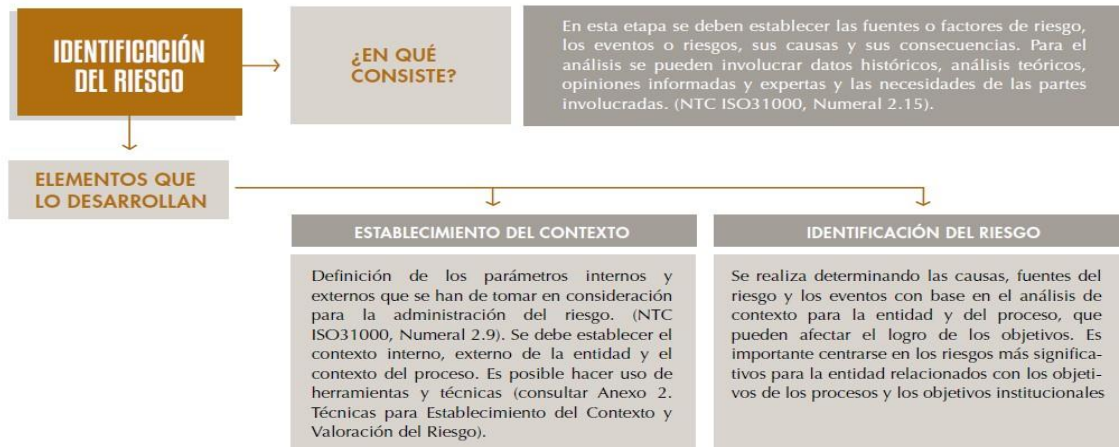 IDENTIFICACIÓN
DEL RIESGO
¿EN QUÉ
CONSISTE?
En esta etapa se deben establecer las fuentes o factores de riesgo,
los eventos o riesgos, sus causas y sus consecuencias. Para el
análisis se pueden involucrar datos históricos, análisis teóricos,
opiniones informadas y expertas y las necesidades de las partes
involucradas. (NTC ISO31000, Numeral 2.15).
ELEMENTOS QUE
LO DESARROLLAN
ESTABLECIMIENTO DEL CONTEXTO
Definición de los parámetros internos y
externos que se han de tomar en consideración
para la administración del riesgo. (NTC
ISO31000, Numeral 2.9). Se debe establecer el
contexto interno, externo de la entidad y el
contexto del proceso. Es posible hacer uso de
herramientas y técnicas (consultar Anexo 2.
Técnicas para Establecimiento del Contexto y
Valoración del Riesgo).
IDENTIFICACIÓN DEL RIESGO
Se realiza determinando las causas, fuentes del
riesgo y los eventos con base en el análisis de
contexto para la entidad y del proceso, que
pueden afectar el logro de los objetivos. Es
importante centrarse en los riesgos más significa-
tivos para la entidad relacionados con los objeti-
vos de los procesos y los objetivos institucionales